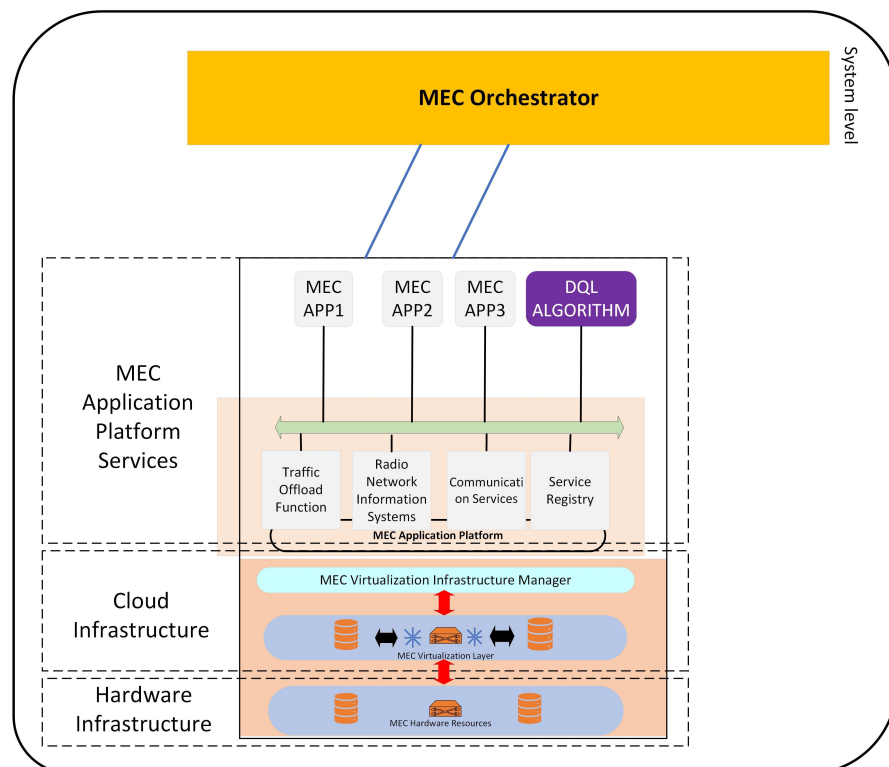 System level
MEC Orchestrator
MEC
APP1
MEC
APP2
MEC
APP3
DQL
ALGORITHM
MEC
Application
Platform
Services
Traffic
Offload
Function
Radio
Network
Information
Systems
Communicati
on Services
Service
Registry
MEC Application Platform
Cloud
Infrastructure
MEC Virtualization Infrastructure Manager
MEC Virtualization Layer
Hardware
Infrastructure
MEC Hardware Resources